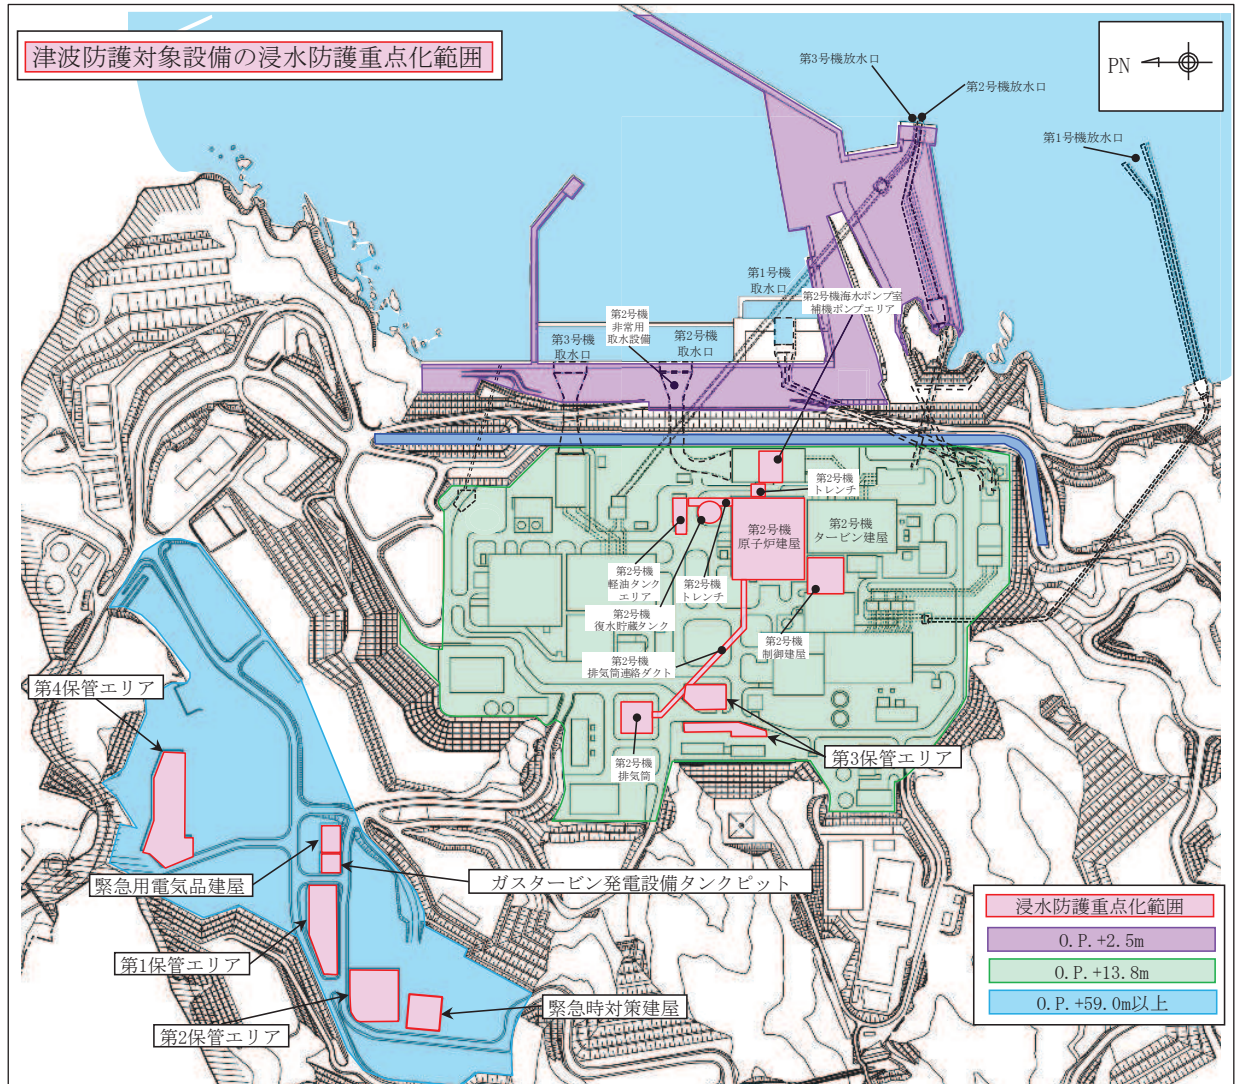 津波防護対象設備の浸水防護重点化範囲
PN
第3号機放水口
第2号機放水口
第1号機放水口
第1号機
取水口
第2号機海水ポンプ室
補機ポンプエリア
第2号機
非常用
取水設備
第3号機
取水口
第2号機
取水口
第2号機
トレンチ
第2号機
原子炉建屋
第2号機
タービン建屋
第2号機
軽油タンク
エリア
第2号機
トレンチ
第2号機
復水貯蔵タンク
第2号機
制御建屋
第2号機
排気筒連絡ダクト
第2号機
排気筒
第3保管エリア
第4保管エリア
緊急用電気品建屋
ガスタービン発電設備タンクピット
第1保管エリア
緊急時対策建屋
第2保管エリア
浸水防護重点化範囲
O.P.+2.5m
O.P.+13.8m
O.P.+59.0m以上